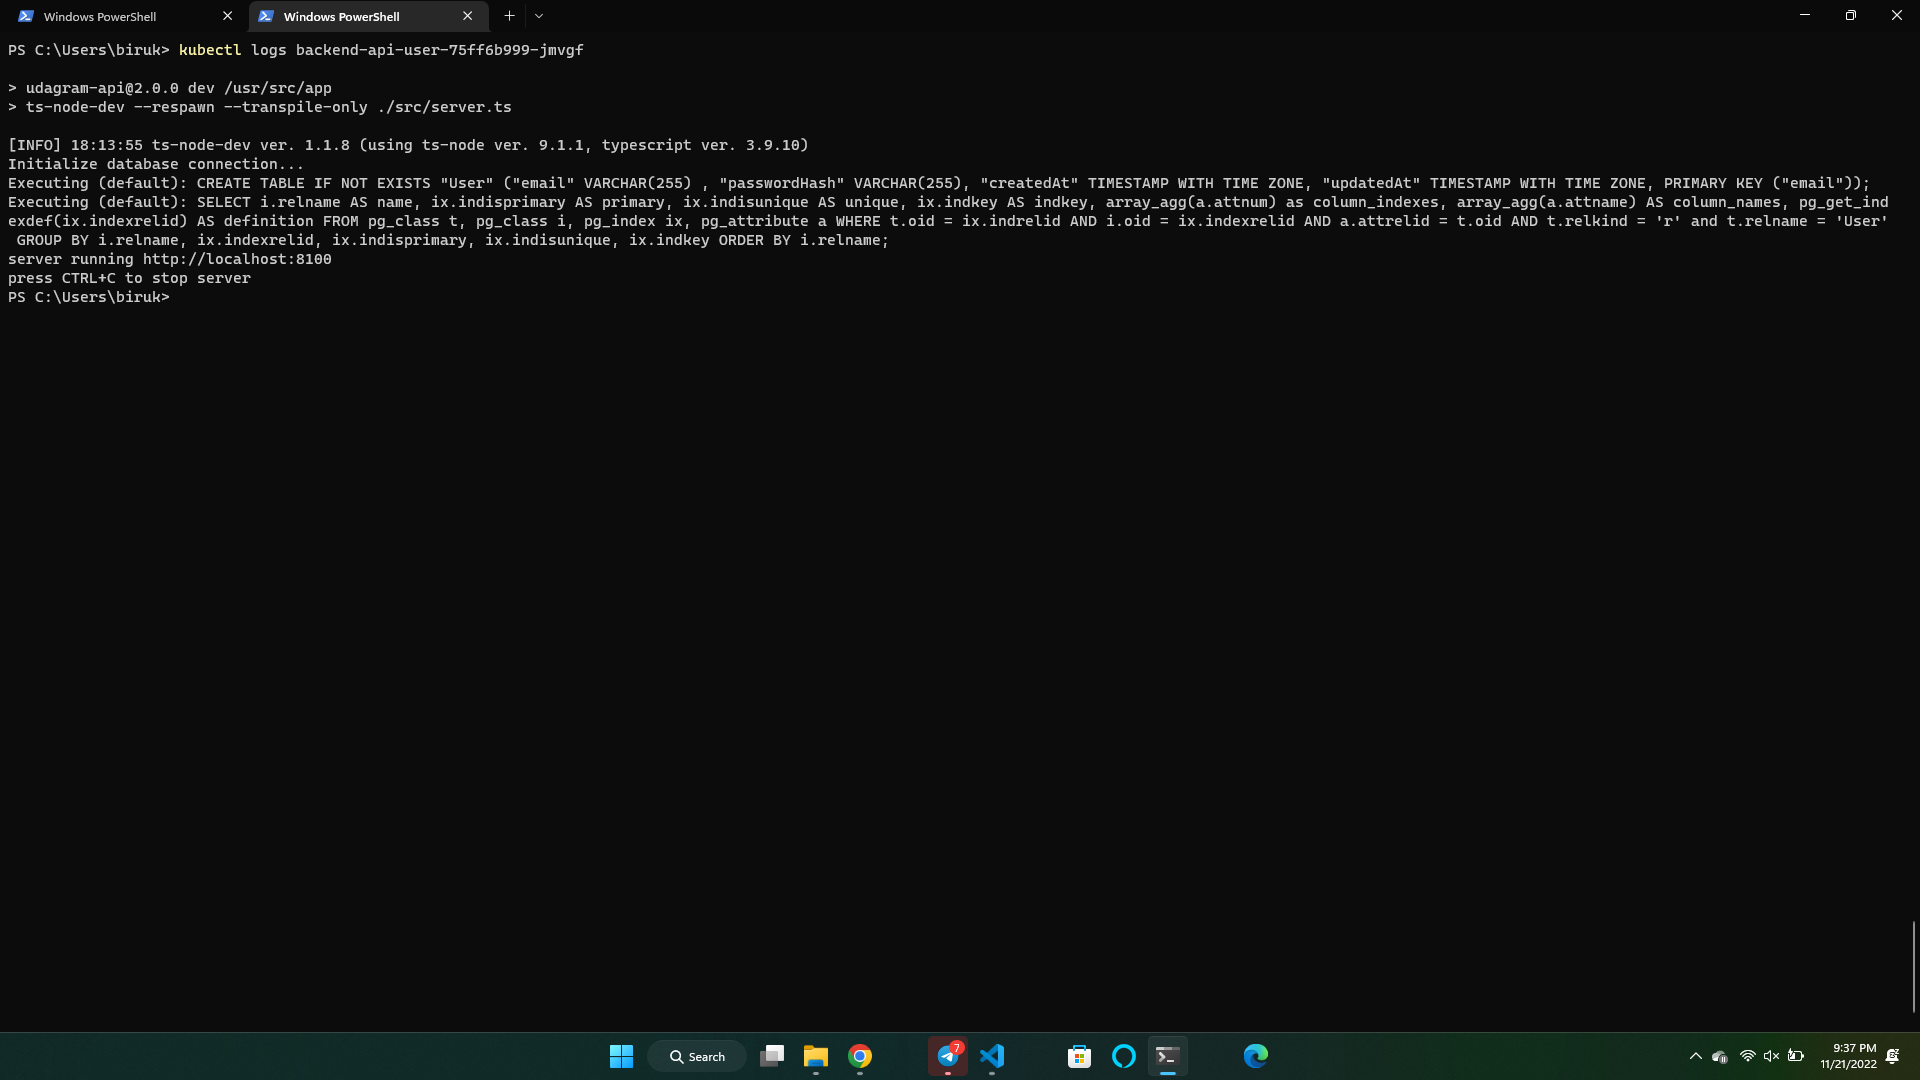 Windows PowerShell
Windows PowerShell
PS C:\Users\biruk> kubectl logs backend-api-user-75ff6b999-jmvgf
> udagram-api@2.0.0 dev /usr/src/app
> ts-node-dev --respawn --transpile-only ./src/server.ts
[INFO] 18:13:55 ts-node-dev ver. 1.1.8 (using ts-node ver. 9.1.1, typescript ver. 3.9.10)
Initialize database connection...
Executing (default): CREATE TABLE IF NOT EXISTS "User" ("email" VARCHAR(255) , "passwordHash" VARCHAR(255), "createdAt" TIMESTAMP WITH TIME ZONE, "updatedAt" TIMESTAMP WITH TIME ZONE, PRIMARY KEY ("email"));
Executing (default): SELECT i.relname AS name, ix.indisprimary AS primary, ix.indisunique AS unique, ix.indkey AS indkey, array_agg(a.attnum) as column_indexes, array_agg(a.attname) AS column_names, pg_get_ind
exdef(ix.indexrelid) AS definition FROM pg_class t, pg_class i, pg_index ix, pg_attribute a WHERE t.oid = ix.indrelid AND i.oid = ix.indexrelid AND a.attrelid = t.oid AND t.relkind = 'r' and t.relname = 'User'
GROUP BY i.relname, ix.indexrelid, ix.indisprimary, ix.indisunique, ix.indkey ORDER BY i.relname;
server running http://localhost:8100
press CTRL+C to stop server
PS C:\Users\biruk>
Search
7
9:37 PM
11/21/2022